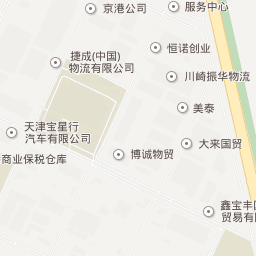 京港公司
服务中心
恒诺创业
捷成(中国)
物流有限公司
川崎振华物流
美泰
天津宝星行
汽车有限公司
大来国贸
商业保税仓库
博诚物贸
鑫宝丰国
贸易有限